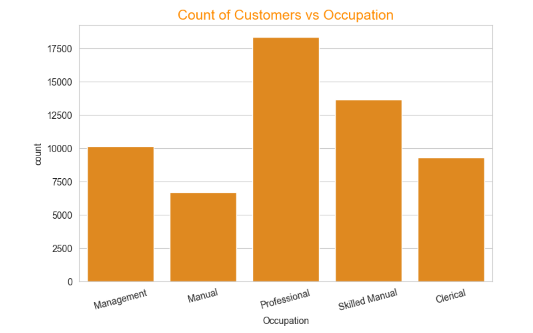 Count of Customers vs Occupation
17500
15000
12500
10000
7500
5000
2500
0
count
Management
Manual
Professional
Skilled Manual
Clerical
Occupation